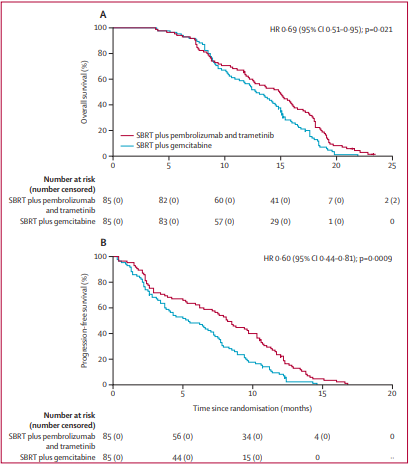 A
HR 0·69 (95% CI 0·51–0·95); p=0·021
100
80
60
40
20
0
Overall survival (%)
SBRT plus pembrolizumab and trametinib
SBRT plus gemcitabine
0 5 10 15 20 25
Number at risk
(number censored)
SBRT plus pembrolizumab 85 (0) 82 (0) 60 (0) 41 (0) 7 (0) 2 (2)
and trametinib
SBRT plus gemcitabine 85 (0) 83 (0) 57 (0) 29 (0) 1 (0) 0
B
HR 0·60 (95% CI 0·44–0·81); p=0·0009
100
80
60
40
20
0
Progression-free survival (%)
0 5 10 15 20
Time since randomisation (months)
Number at risk
(number censored)
SBRT plus pembrolizumab 85 (0) 56 (0) 34 (0) 4 (0) 0
and trametinib
SBRT plus gemcitabine 85 (0) 44 (0) 15 (0) 0 ··